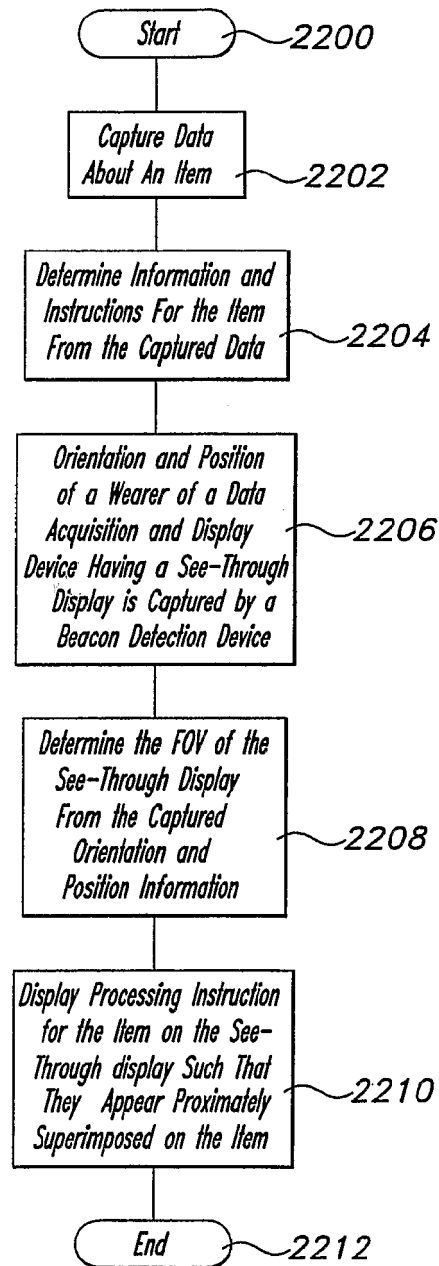 Start
2200
Capture Data
About An Item
2202
Determine Information and
Instructions For the Item
From the Captured Data
2204
Orientation and Position
of a Wearer of a Data
Acquisition and Display
Device Having a See-Through
Display is Captured by a
Beacon Detection Device
2206
Determine the FOV of the
See-Through Display
From the Captured
Orientation and
Position Information
2208
Display Processing Instruction
for the Item on the See-
Through display Such That
They Appear Proximately
Superimposed on the Item
2210
End
2212